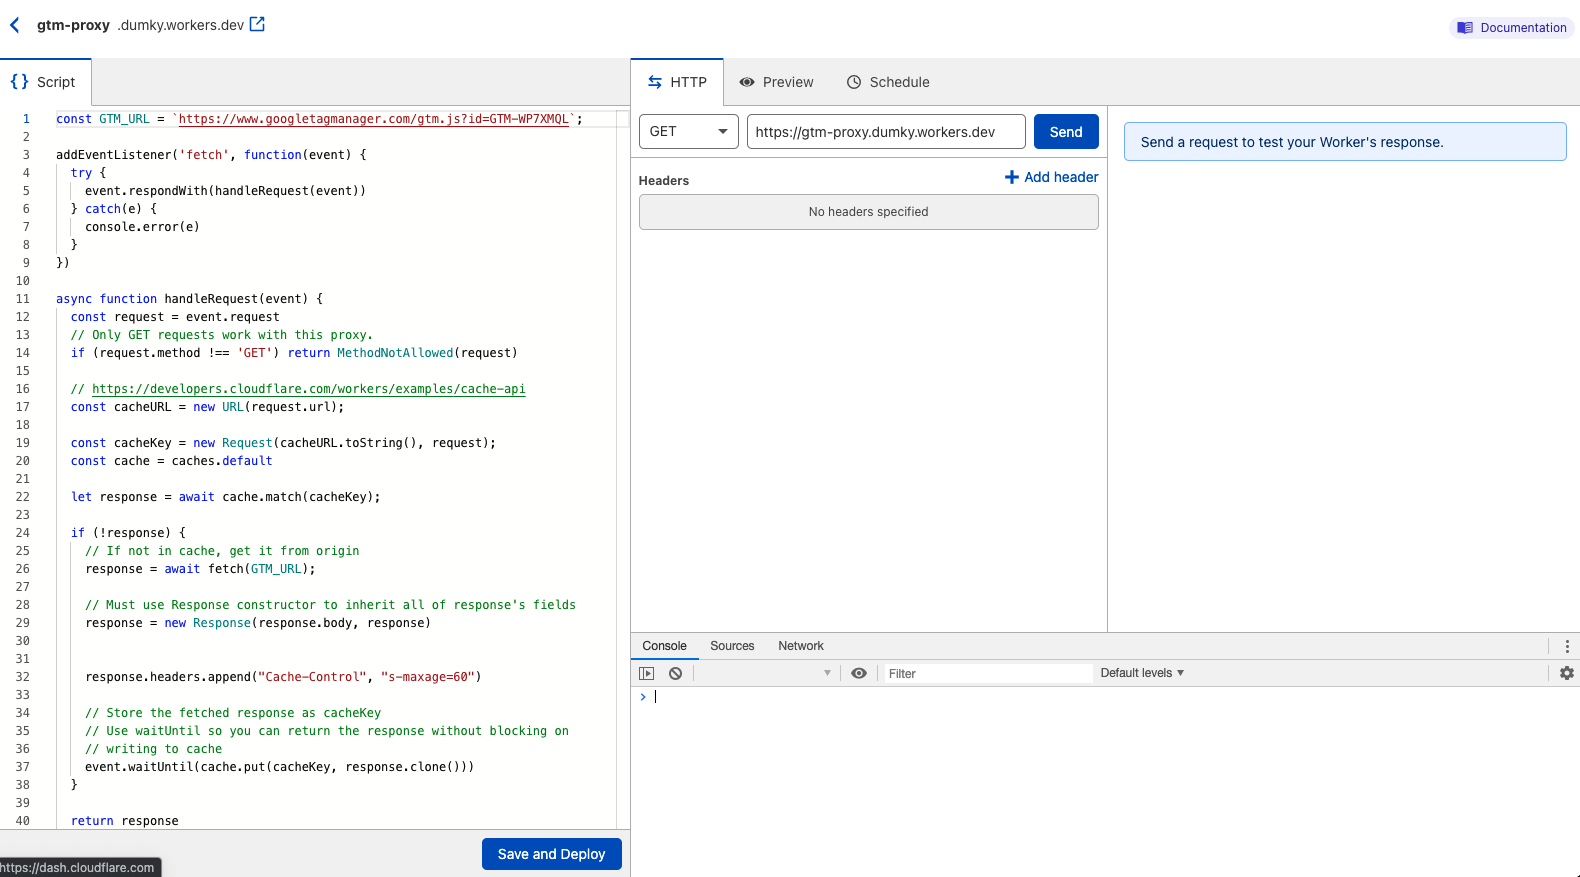 gtm-proxy .dumky.workers.dev
Documentation
{} Script
1 const GTM_URL = `https://www.googletagmanager.com/gtm.js?id=GTM-WP7XMQL`;
2
3 addEventListener('fetch', function(event) {
4 try {
5 event.respondWith(handleRequest(event))
6 } catch(e) {
7 console.error(e)
8 }
9 })
10
11 async function handleRequest(event) {
12 const request = event.request
13 // Only GET requests work with this proxy.
14 if (request.method !== 'GET') return MethodNotAllowed(request)
15
16 // https://developers.cloudflare.com/workers/examples/cache-api
17 const cacheURL = new URL(request.url);
18
19 const cacheKey = new Request(cacheURL.toString(), request);
20 const cache = caches.default
21
22 let response = await cache.match(cacheKey);
23
24 if (!response) {
25 // If not in cache, get it from origin
26 response = await fetch(GTM_URL);
27
28 // Must use Response constructor to inherit all of response's fields
29 response = new Response(response.body, response)
30
31
32 response.headers.append("Cache-Control", "s-maxage=60")
33
34 // Store the fetched response as cacheKey
35 // Use waitUntil so you can return the response without blocking on
36 // writing to cache
37 event.waitUntil(cache.put(cacheKey, response.clone()))
38 }
39
40 return response
Save and Deploy
https://dash.cloudflare.com
HTTP
Preview
Schedule
GET
https://gtm-proxy.dumky.workers.dev
Send
Headers
Add header
No headers specified
Send a request to test your Worker's response.
Console
Sources
Network
Filter
Default levels